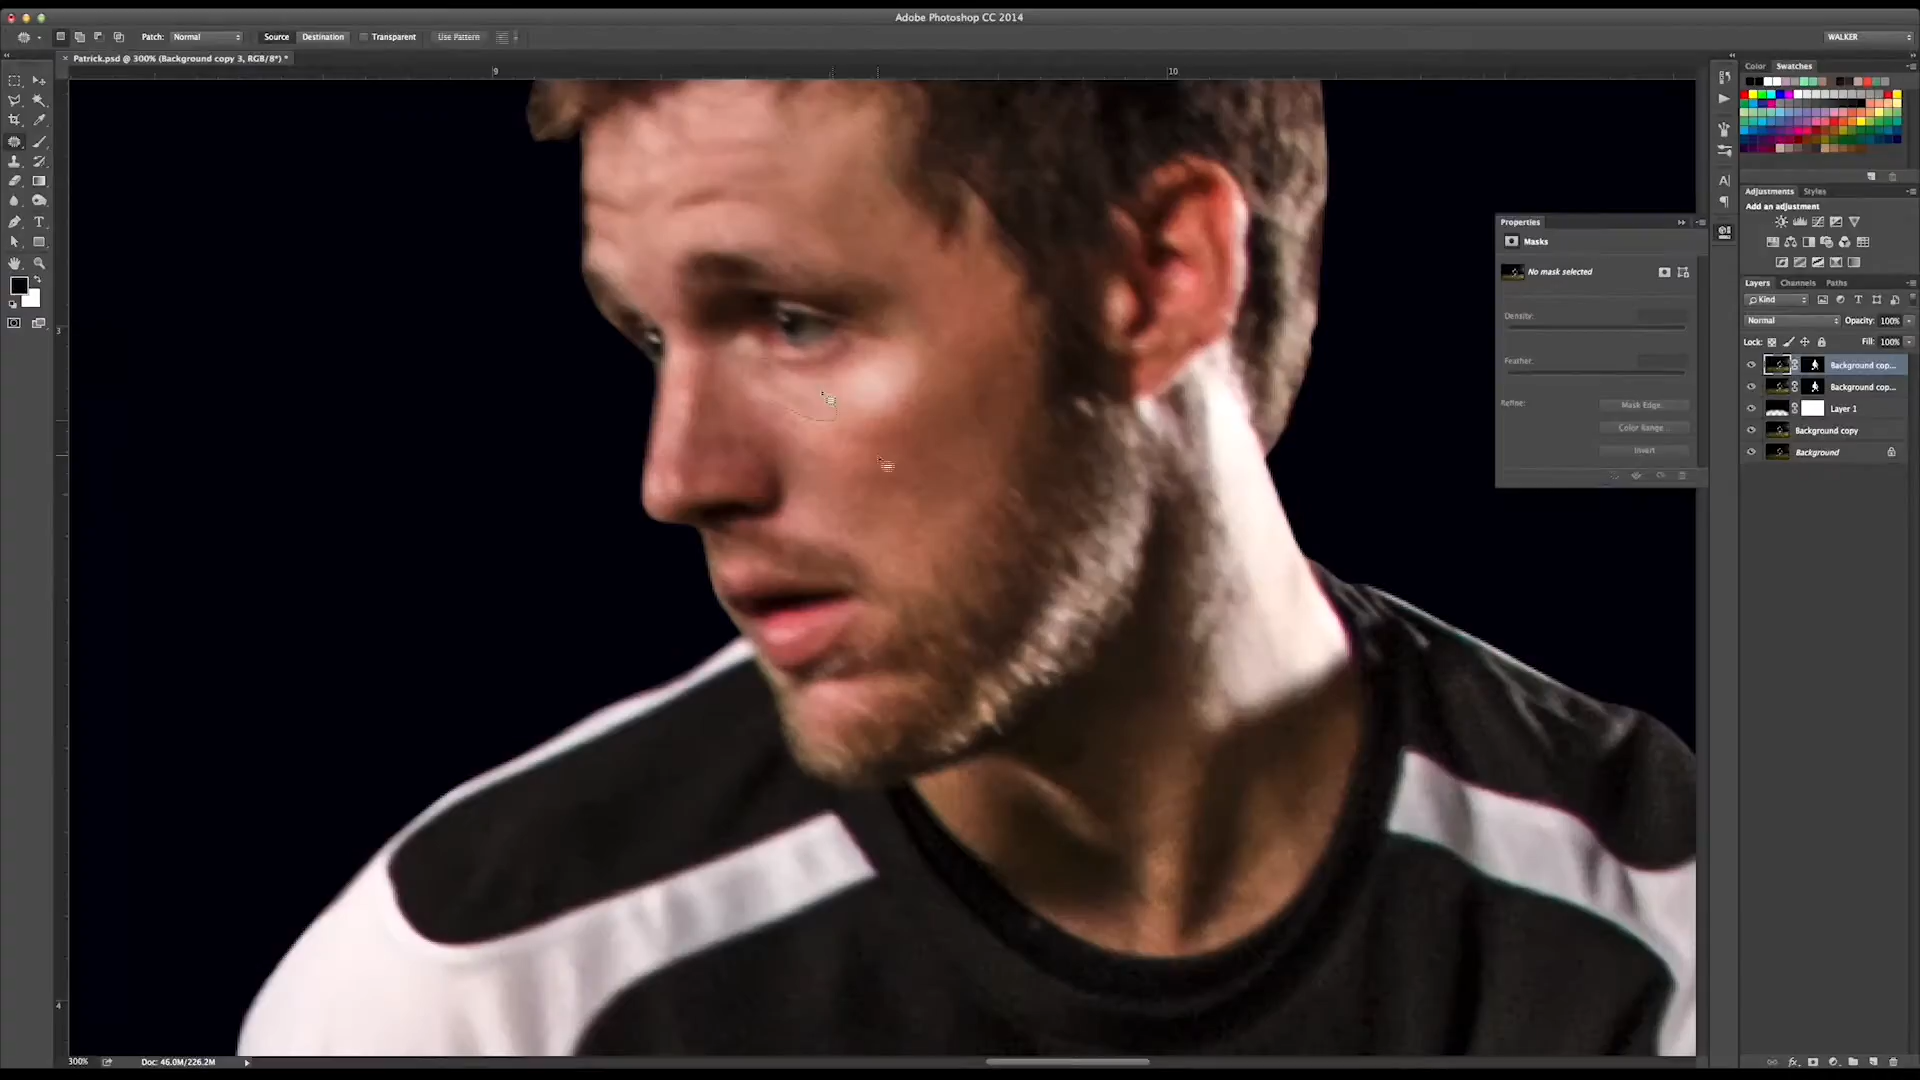 Adobe Photoshop CC 2014
Patch: Normal Source Destination Transparent Use Pattern WALKER
Patrick.psd @ 300% (Background copy 3, RGB/8*) *
9 10
3
4
Color Swatches
Adjustments Styles
Add an adjustment
Properties
Masks
No mask selected
Density:
Feather:
Refine:
Mask Edge...
Color Range...
Invert
Layers Channels Paths
Kind
Normal Opacity: 100%
Lock: Fill: 100%
Background cop...
Background cop...
Layer 1
Background copy
Background
300% Doc: 46.0M/226.2M